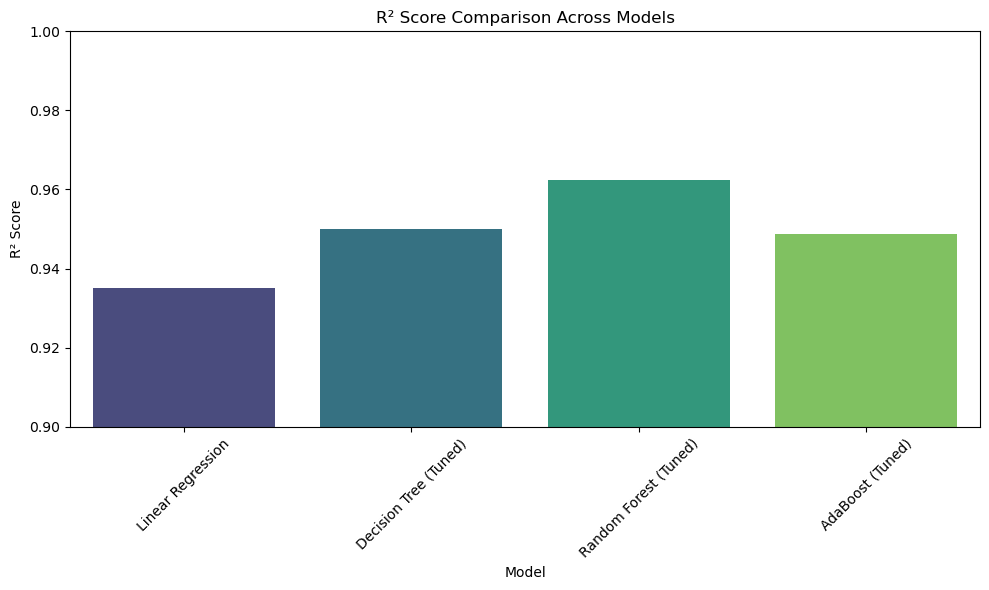 R² Score Comparison Across Models
1.00
0.98
0.96
0.94
0.92
0.90
R² Score
Linear Regression
Decision Tree (Tuned)
Random Forest (Tuned)
AdaBoost (Tuned)
Model